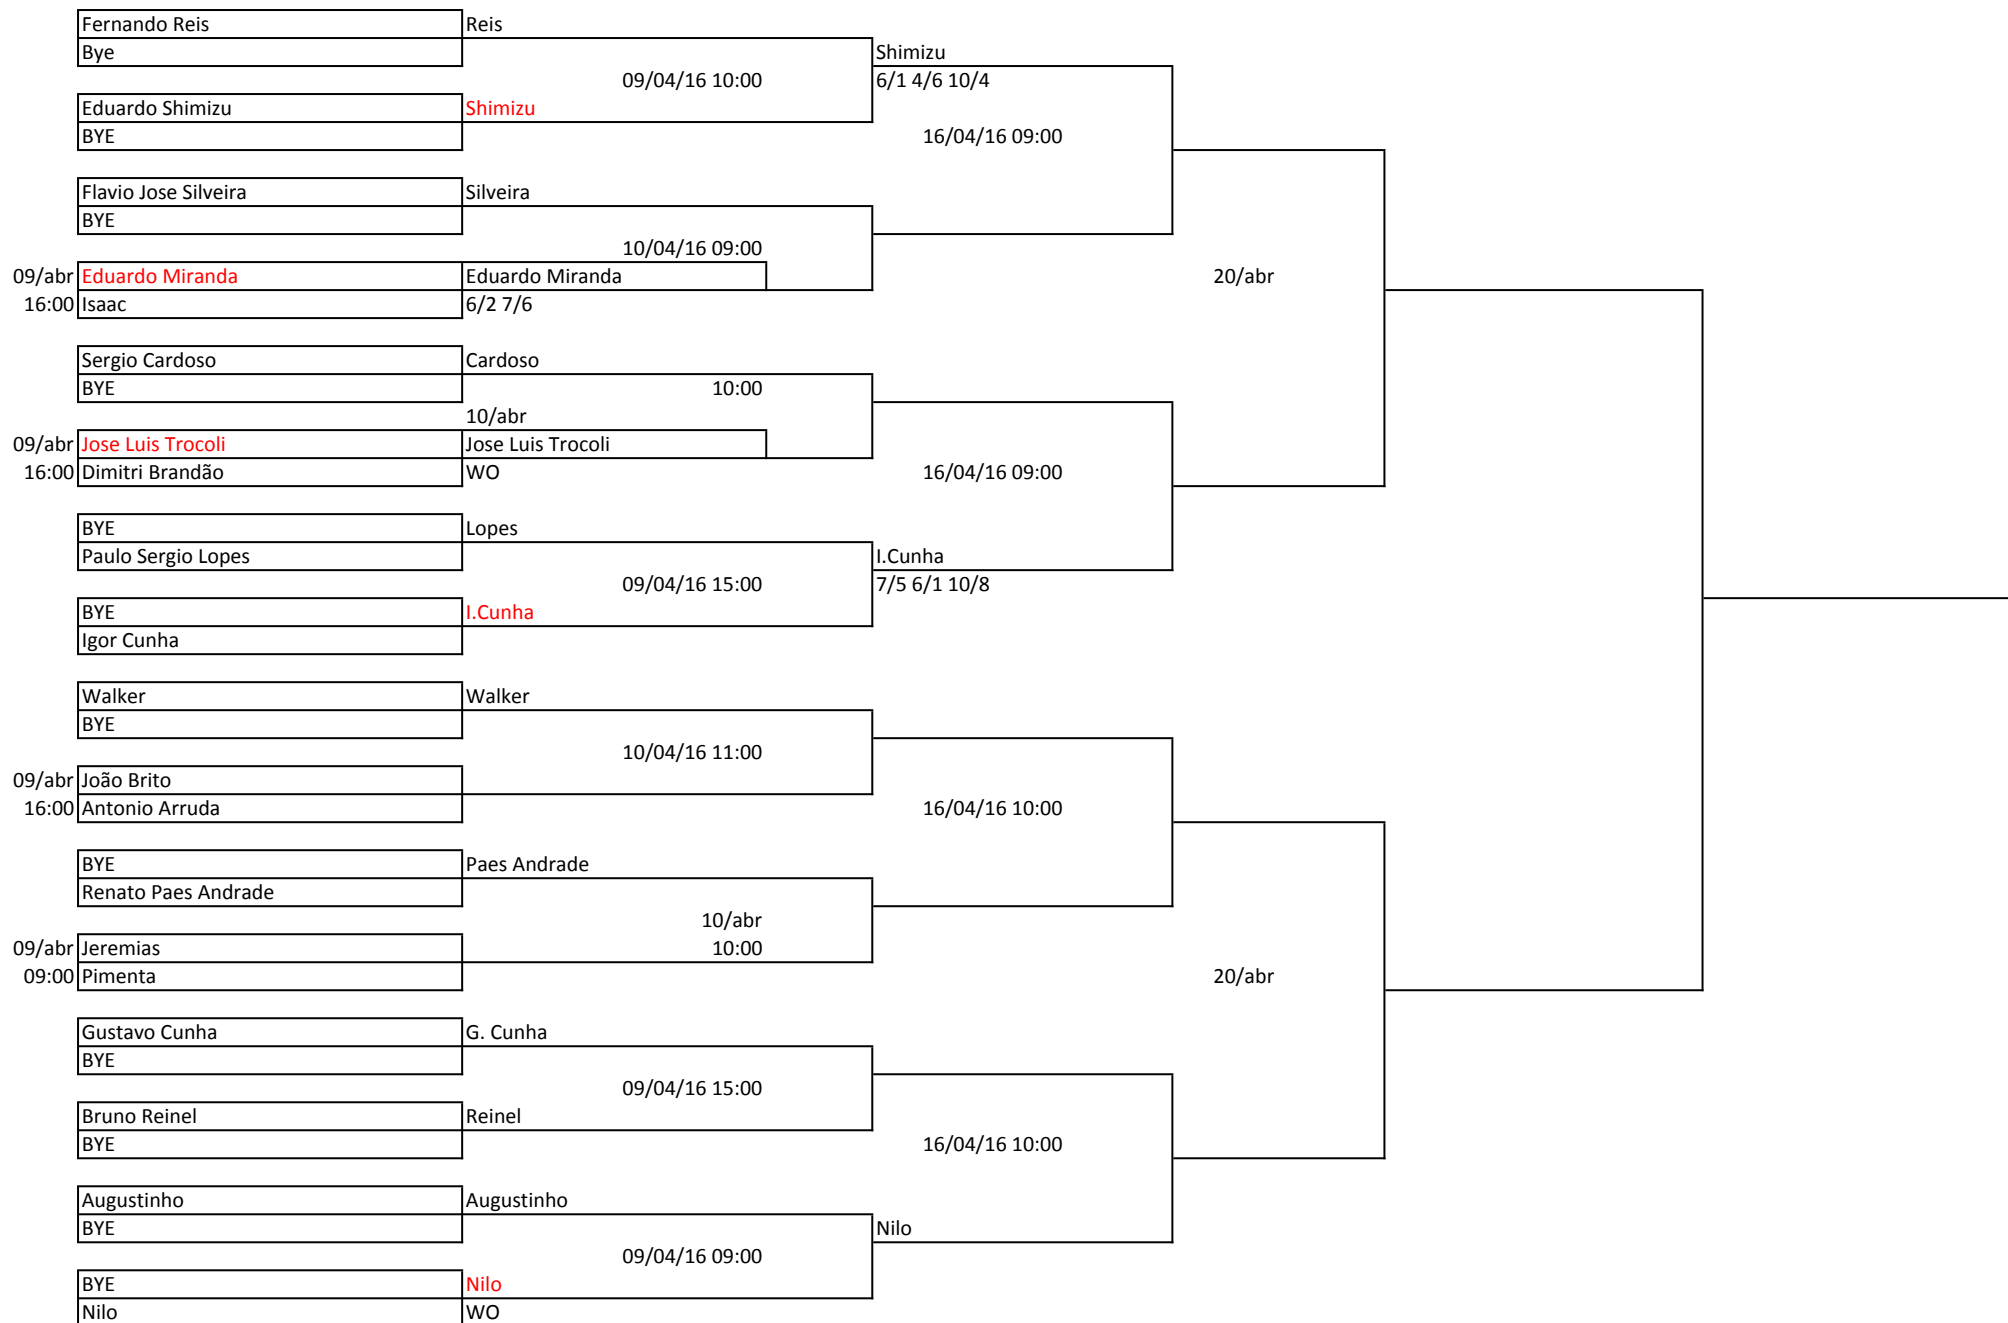 Fernando Reis Reis
Bye Shimizu
09/04/16 10:00 6/1 4/6 10/4
Eduardo Shimizu Shimizu
BYE 16/04/16 09:00
Flavio Jose Silveira Silveira
BYE
10/04/16 09:00
09/abr Eduardo Miranda Eduardo Miranda 20/abr
16:00 Isaac 6/2 7/6
Sergio Cardoso Cardoso
BYE 10:00
10/abr
09/abr Jose Luis Trocoli Jose Luis Trocoli
16:00 Dimitri Brandão WO 16/04/16 09:00
BYE Lopes
Paulo Sergio Lopes I.Cunha
09/04/16 15:00 7/5 6/1 10/8
BYE I.Cunha
Igor Cunha
Walker Walker
BYE
10/04/16 11:00
09/abr João Brito
16:00 Antonio Arruda 16/04/16 10:00
BYE Paes Andrade
Renato Paes Andrade
10/abr
09/abr Jeremias 10:00
09:00 Pimenta 20/abr
Gustavo Cunha G. Cunha
BYE
09/04/16 15:00
Bruno Reinel Reinel
BYE 16/04/16 10:00
Augustinho Augustinho
BYE Nilo
09/04/16 09:00
BYE Nilo
Nilo WO